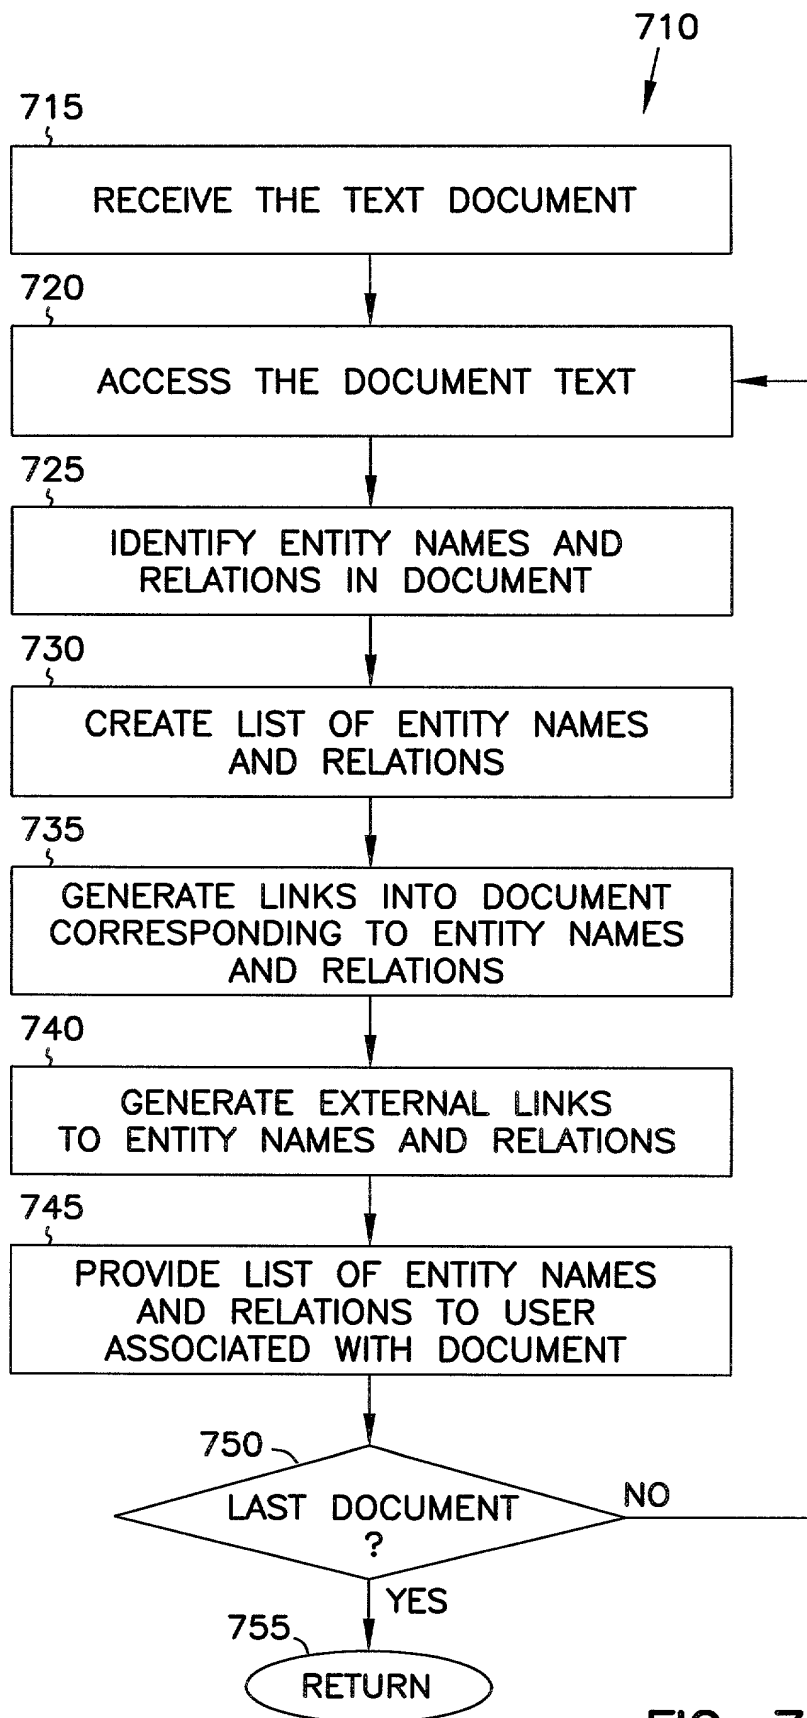 710
715
RECEIVE THE TEXT DOCUMENT
720
ACCESS THE DOCUMENT TEXT
725
IDENTIFY ENTITY NAMES AND
RELATIONS IN DOCUMENT
730
CREATE LIST OF ENTITY NAMES
AND RELATIONS
735
GENERATE LINKS INTO DOCUMENT
CORRESPONDING TO ENTITY NAMES
AND RELATIONS
740
GENERATE EXTERNAL LINKS
TO ENTITY NAMES AND RELATIONS
745
PROVIDE LIST OF ENTITY NAMES
AND RELATIONS TO USER
ASSOCIATED WITH DOCUMENT
750
LAST DOCUMENT
?
NO
YES
755
RETURN
FIG. 7